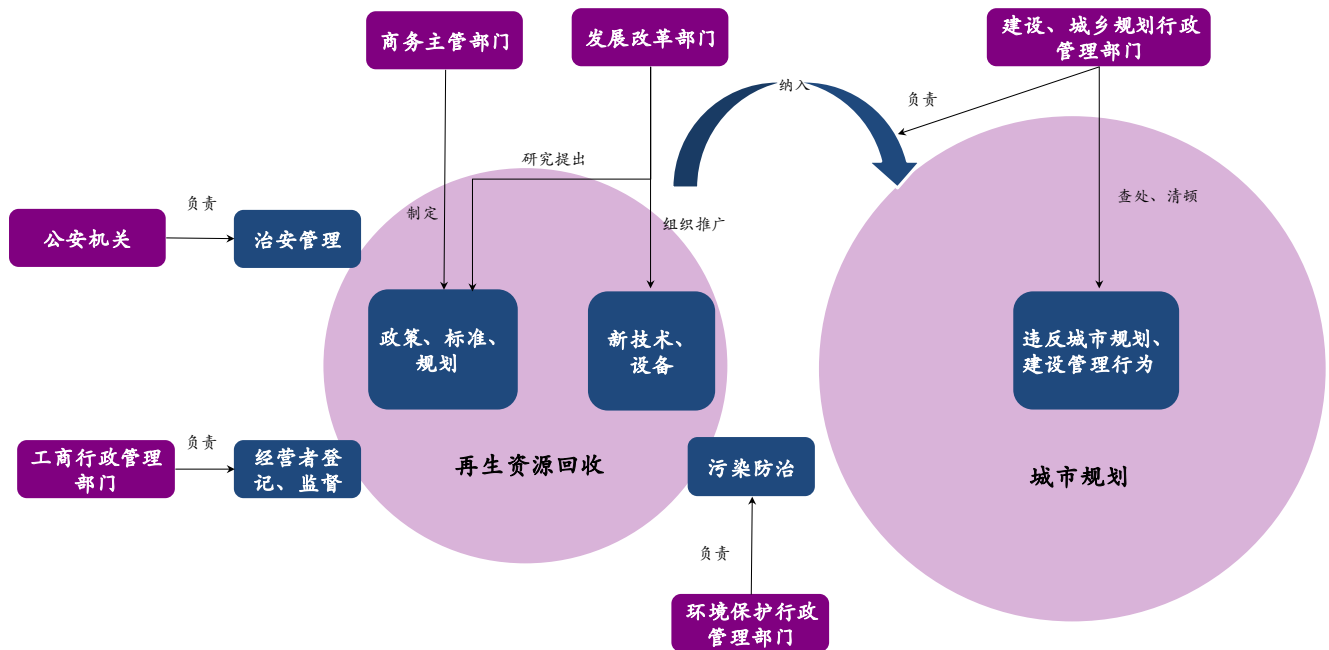 商务主管部门
发展改革部门
建设、城乡规划行政
管理部门
纳入
负责
研究提出
制定
组织推广
查处、清顿
负责
公安机关
治安管理
政策、标准、
规划
新技术、
设备
违反城市规划、
建设管理行为
负责
工商行政管理
部门
经营者登
记、监督
再生资源回收
污染防治
城市规划
负责
环境保护行政
管理部门